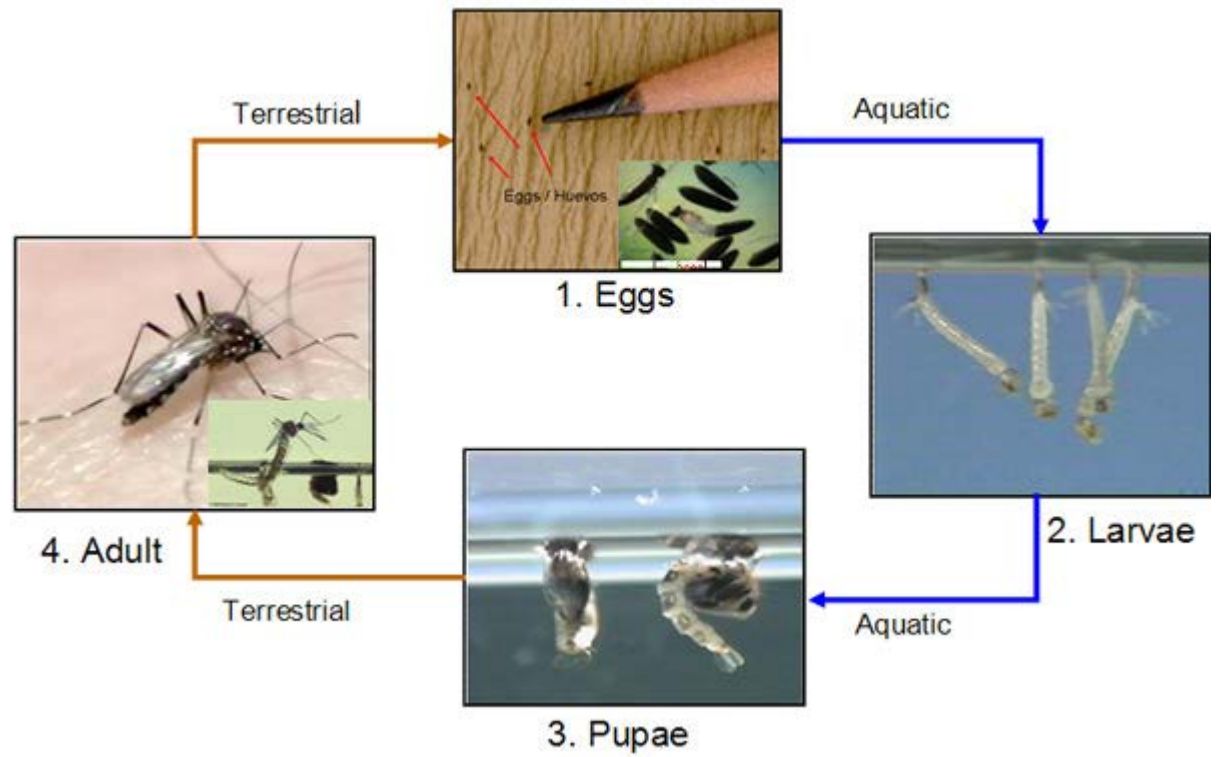 Terrestrial
Aquatic
Eggs / Huevos
1. Eggs
2. Larvae
4. Adult
Terrestrial
Aquatic
3. Pupae